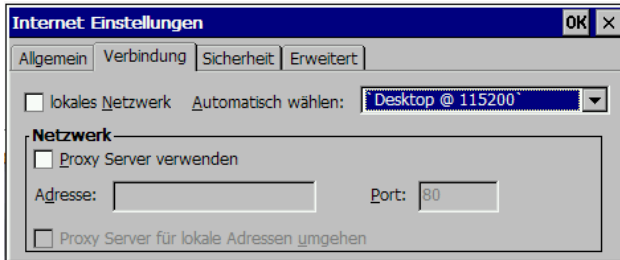 Internet Einstellungen OK ×
Allgemein Verbindung Sicherheit Erweitert
lokales Netzwerk Automatisch wählen: `Desktop @ 115200`
Netzwerk
Proxy Server verwenden
Adresse: Port: 80
Proxy Server für lokale Adressen umgehen